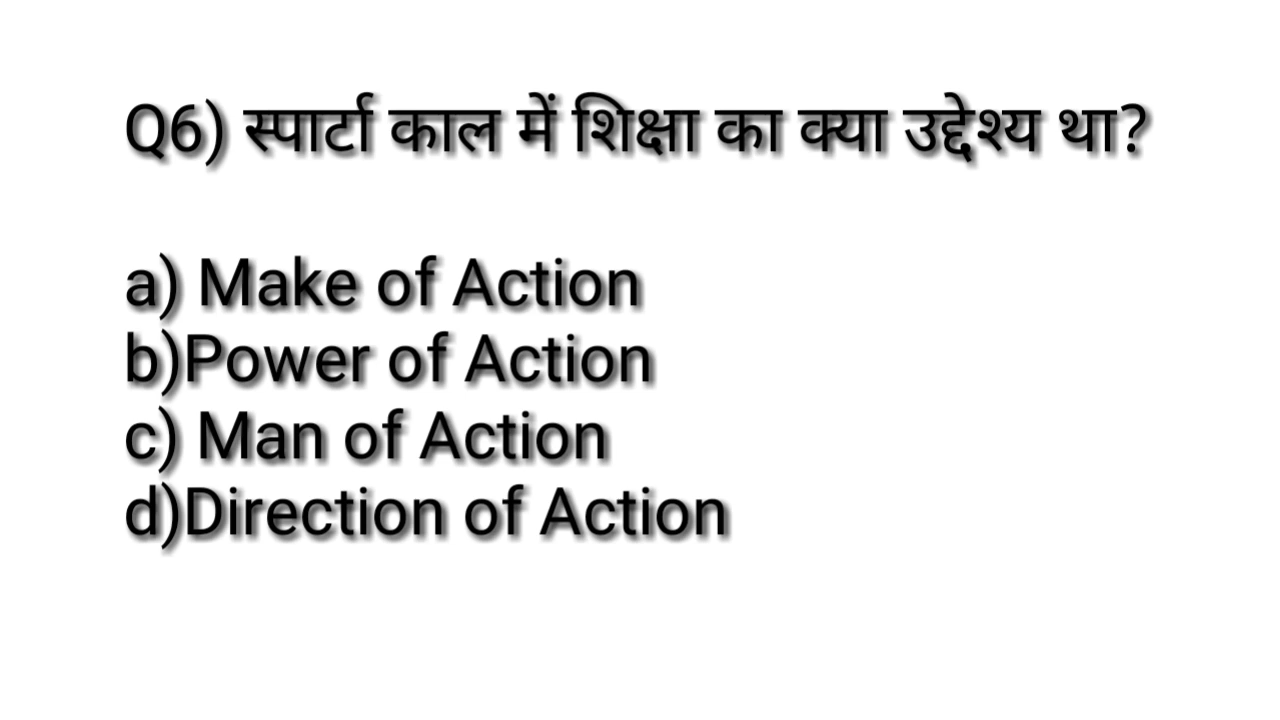 Q6) स्पार्टा काल में शिक्षा का क्या उद्देश्य था?
a) Make of Action
b)Power of Action
c) Man of Action
d)Direction of Action